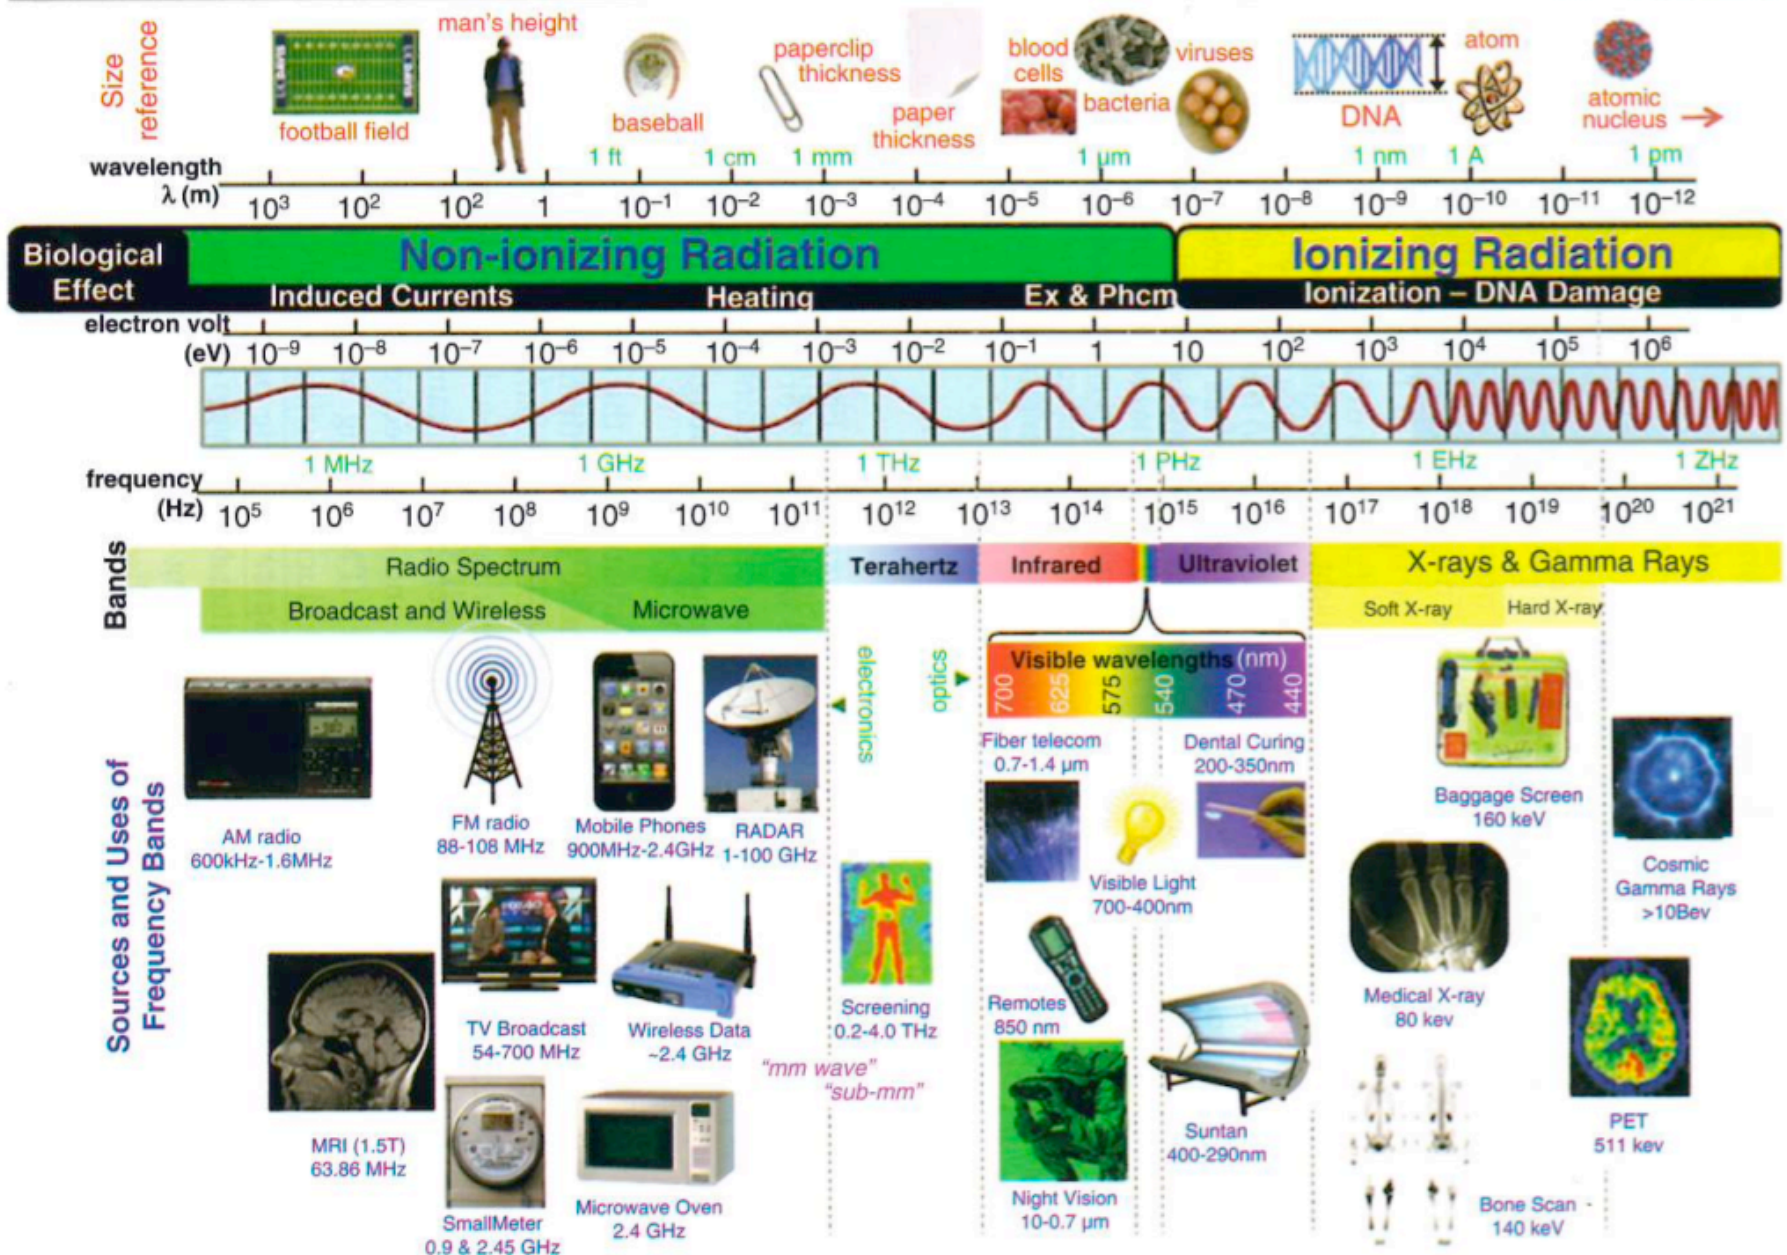 Size
reference
football field
man's height
baseball
paperclip
thickness
paper
thickness
blood
cells
bacteria
viruses
DNA
atom
atomic
nucleus
wavelength
λ (m)
1 ft 1 cm 1 mm 1 µm 1 nm 1 A 1 pm
10³ 10² 10² 1 10⁻¹ 10⁻² 10⁻³ 10⁻⁴ 10⁻⁵ 10⁻⁶ 10⁻⁷ 10⁻⁸ 10⁻⁹ 10⁻¹⁰ 10⁻¹¹ 10⁻¹²
Biological
Effect
Non-ionizing Radiation
Ionizing Radiation
Induced Currents Heating Ex & Phcm
Ionization – DNA Damage
electron volt
(eV) 10⁻⁹ 10⁻⁸ 10⁻⁷ 10⁻⁶ 10⁻⁵ 10⁻⁴ 10⁻³ 10⁻² 10⁻¹ 1 10 10² 10³ 10⁴ 10⁵ 10⁶
1 MHz 1 GHz 1 THz 1 PHz 1 EHz 1 ZHz
frequency
(Hz) 10⁵ 10⁶ 10⁷ 10⁸ 10⁹ 10¹⁰ 10¹¹ 10¹² 10¹³ 10¹⁴ 10¹⁵ 10¹⁶ 10¹⁷ 10¹⁸ 10¹⁹ 10²⁰ 10²¹
Bands
Radio Spectrum Terahertz Infrared Ultraviolet X-rays & Gamma Rays
Broadcast and Wireless Microwave
Soft X-ray Hard X-ray
electronics
optics
Visible wavelengths (nm)
700 625 575 540 470 440
Sources and Uses of
Frequency Bands
AM radio
600kHz-1.6MHz
FM radio
88-108 MHz
Mobile Phones
900MHz-2.4GHz
RADAR
1-100 GHz
Fiber telecom
0.7-1.4 µm
Dental Curing
200-350nm
Baggage Screen
160 keV
Cosmic
Gamma Rays
>10Bev
Visible Light
700-400nm
TV Broadcast
54-700 MHz
Wireless Data
~2.4 GHz
Screening
0.2-4.0 THz
Remotes
850 nm
Medical X-ray
80 kev
"mm wave"
"sub-mm"
MRI (1.5T)
63.86 MHz
SmallMeter
0.9 & 2.45 GHz
Microwave Oven
2.4 GHz
Night Vision
10-0.7 µm
Suntan
400-290nm
PET
511 kev
Bone Scan
140 keV